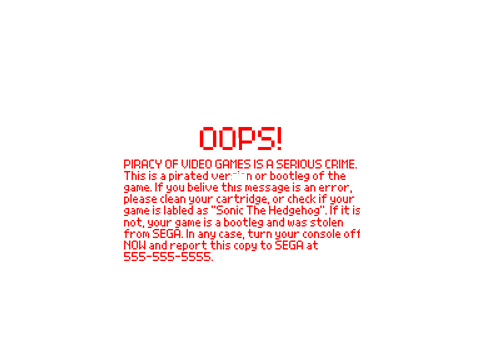 OOPS!
PIRACY OF VIDEO GAMES IS A SERIOUS CRIME.
This is a pirated version or bootleg of the
game. If you belive this message is an error,
please clean your cartridge, or check if your
game is labled as "Sonic The Hedgehog". If it is
not, your game is a bootleg and was stolen
from SEGA. In any case, turn your console off
NOW and report this copy to SEGA at
555-555-5555.